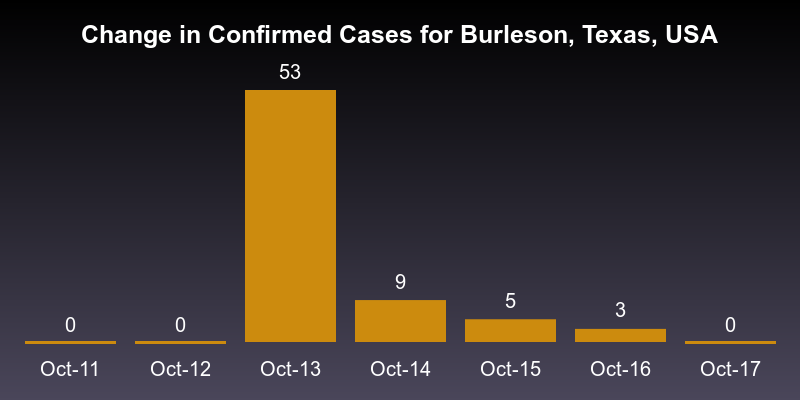 Change in Confirmed Cases for Burleson, Texas, USA
53
9
5
3
0
0
0
Oct-11
Oct-12
Oct-13
Oct-14
Oct-15
Oct-16
Oct-17